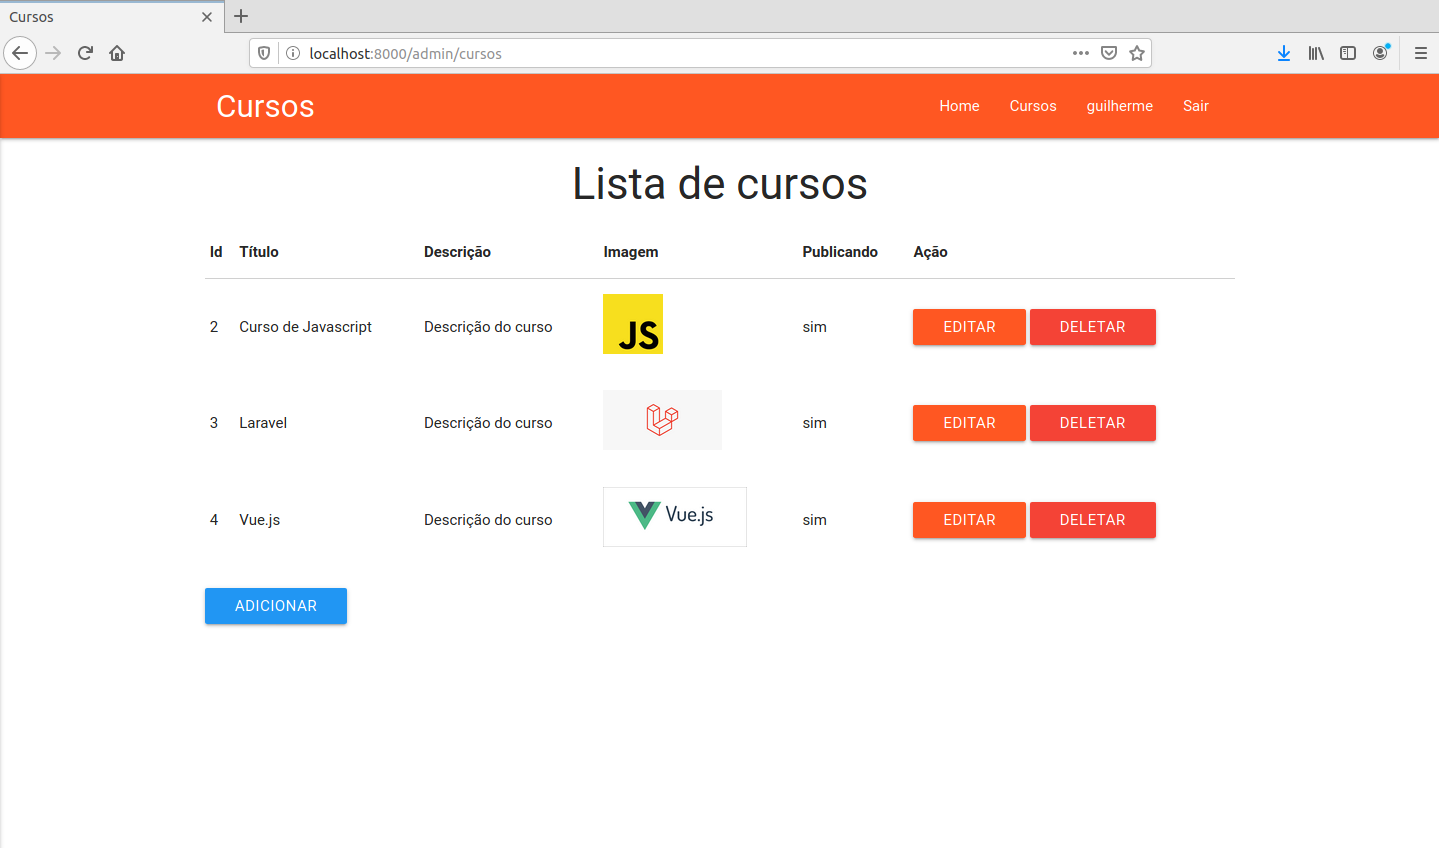 Cursos
localhost:8000/admin/cursos
Cursos Home Cursos guilherme Sair
Lista de cursos
Id Título Descrição Imagem Publicando Ação
2 Curso de Javascript Descrição do curso JS sim EDITAR DELETAR
3 Laravel Descrição do curso sim EDITAR DELETAR
4 Vue.js Descrição do curso Vue.js sim EDITAR DELETAR
ADICIONAR